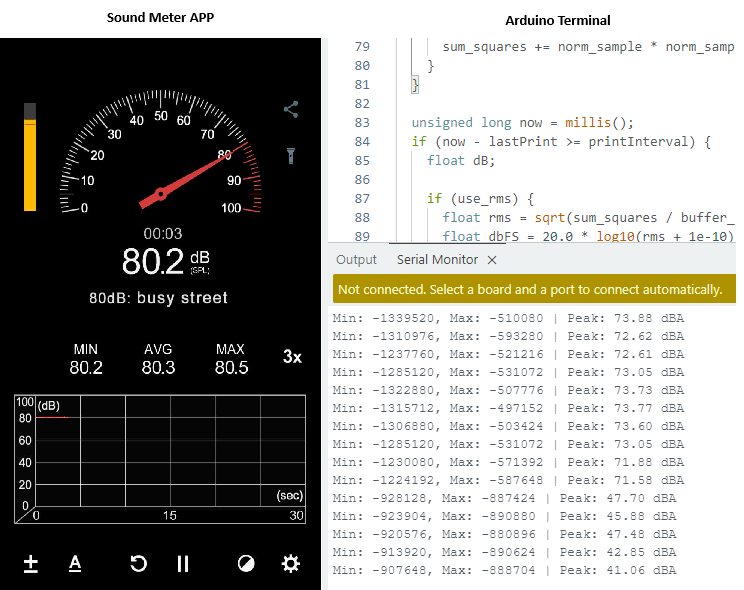 Sound Meter APP
0
10
20
30
40
50
60
70
80
90
100
00:03
80.2 dB
(SPL)
80dB: busy street
MIN AVG MAX
80.2 80.3 80.5
3x
100 (dB)
80
60
40
20
0
(sec)
0 15 30
± A
Arduino Terminal
79 sum_squares += norm_sample * norm_samp
80 }
81 }
82
83 unsigned long now = millis();
84 if (now - lastPrint >= printInterval) {
85 float dB;
86
87 if (use_rms) {
88 float rms = sqrt(sum_squares / buffer_
89 float dbFS = 20.0 * log10(rms + 1e-10)
Output Serial Monitor ×
Not connected. Select a board and a port to connect automatically.
Min: -1339520, Max: -510080 | Peak: 73.88 dBA
Min: -1310976, Max: -593280 | Peak: 72.62 dBA
Min: -1237760, Max: -521216 | Peak: 72.61 dBA
Min: -1285120, Max: -531072 | Peak: 73.05 dBA
Min: -1322880, Max: -507776 | Peak: 73.73 dBA
Min: -1315712, Max: -497152 | Peak: 73.77 dBA
Min: -1306880, Max: -503424 | Peak: 73.60 dBA
Min: -1285120, Max: -531072 | Peak: 73.05 dBA
Min: -1230080, Max: -571392 | Peak: 71.88 dBA
Min: -1224192, Max: -587648 | Peak: 71.58 dBA
Min: -928128, Max: -887424 | Peak: 47.70 dBA
Min: -923904, Max: -890880 | Peak: 45.88 dBA
Min: -920576, Max: -880896 | Peak: 47.48 dBA
Min: -913920, Max: -890624 | Peak: 42.85 dBA
Min: -907648, Max: -888704 | Peak: 41.06 dBA